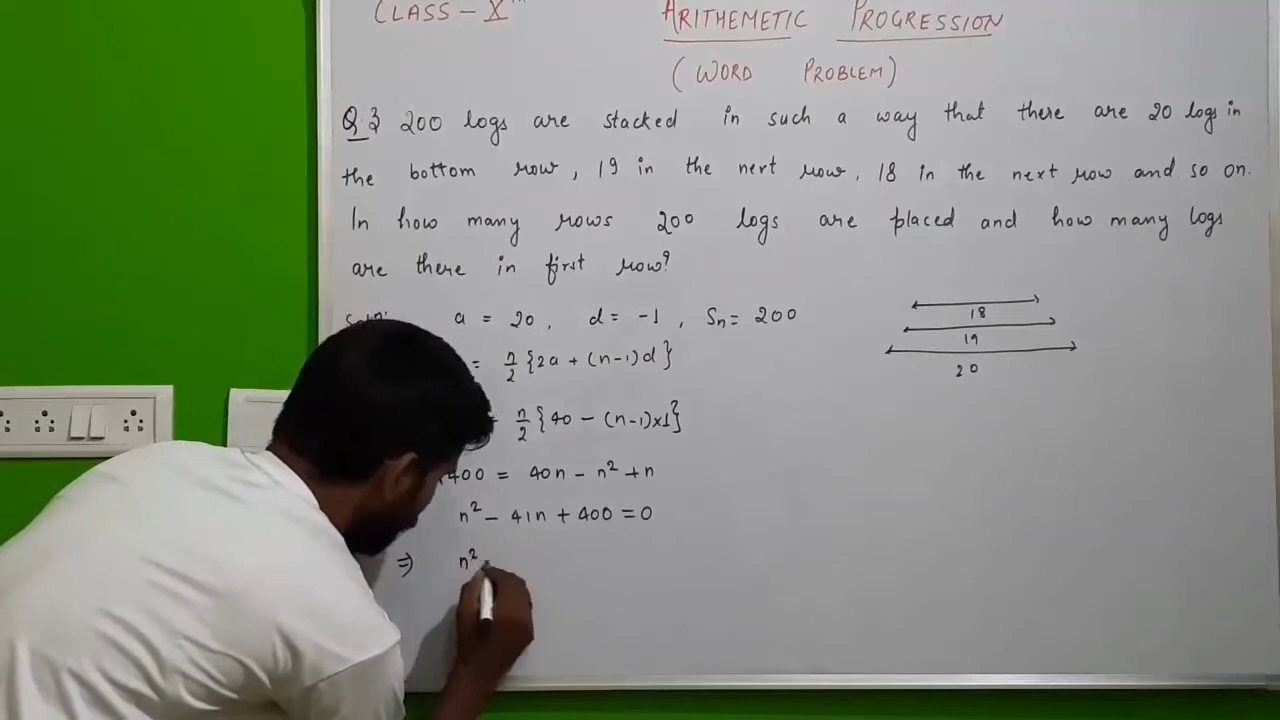 CLASS - X
ARITHEMETIC PROGRESSION
(WORD PROBLEM)
Q.3 200 logs are stacked in such a way that there are 20 logs in
the bottom row, 19 in the next row, 18 in the next row and so on.
In how many rows 200 logs are placed and how many logs
are there in first row?
a = 20, d = -1, Sn = 200
= n/2 {2a + (n-1)d}
n/2 {40 - (n-1)x1}
400 = 40n - n² + n
n² - 41n + 400 = 0
⇒ n²
18
19
20